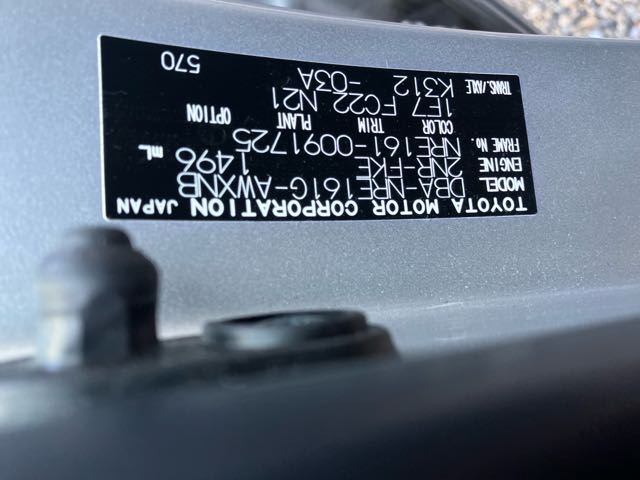 TOYOTA MOTOR CORPORATION JAPAN
MODEL DBA-NRE161G-AWXNB
ENGINE 2NR-FKE 1496 mL
FRAME No. NRE161-0091725
COLOR TRIM PLANT OPTION
1E7 FC22 N21
TRANS./AXLE K312 -03A
570